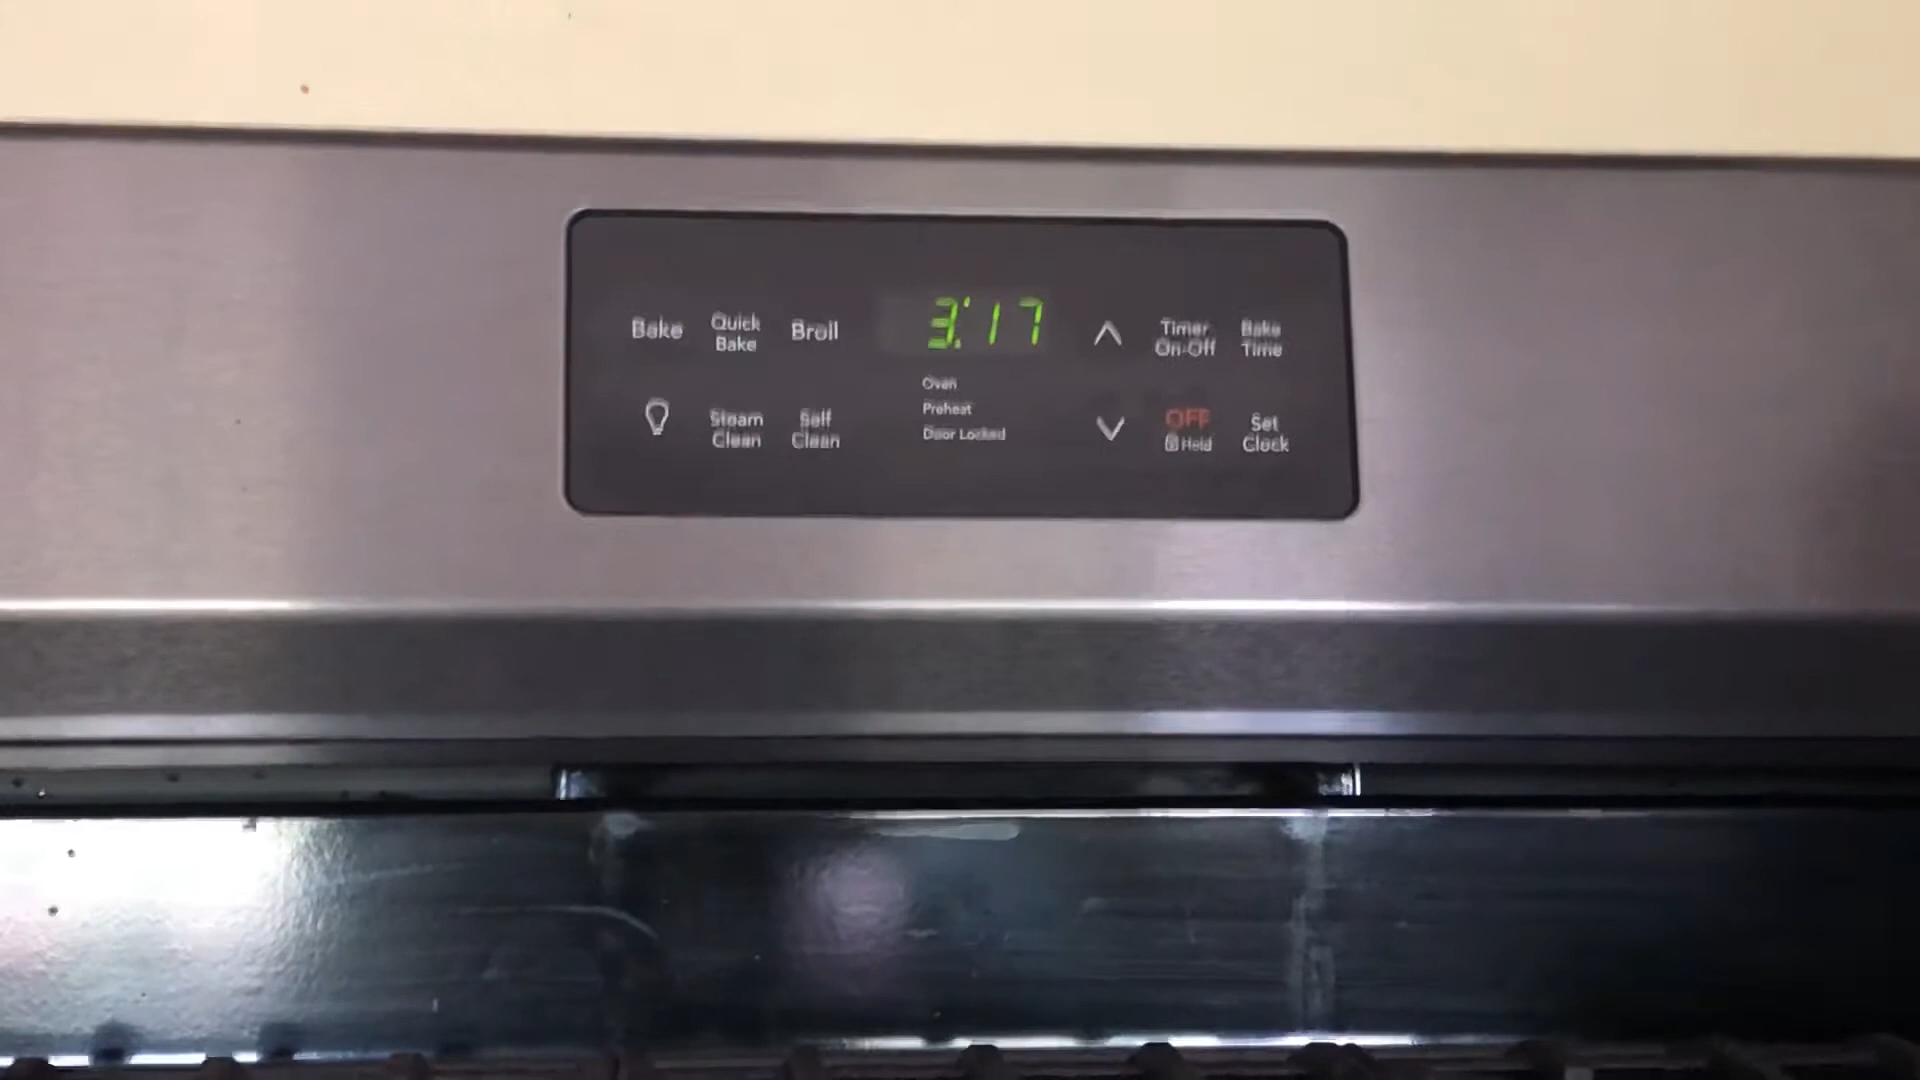 Bake
Quick
Bake
Broil
3:17
Timer
On-Off
Bake
Time
Oven
Preheat
Door Locked
Steam
Clean
Self
Clean
OFF
Hold
Set
Clock